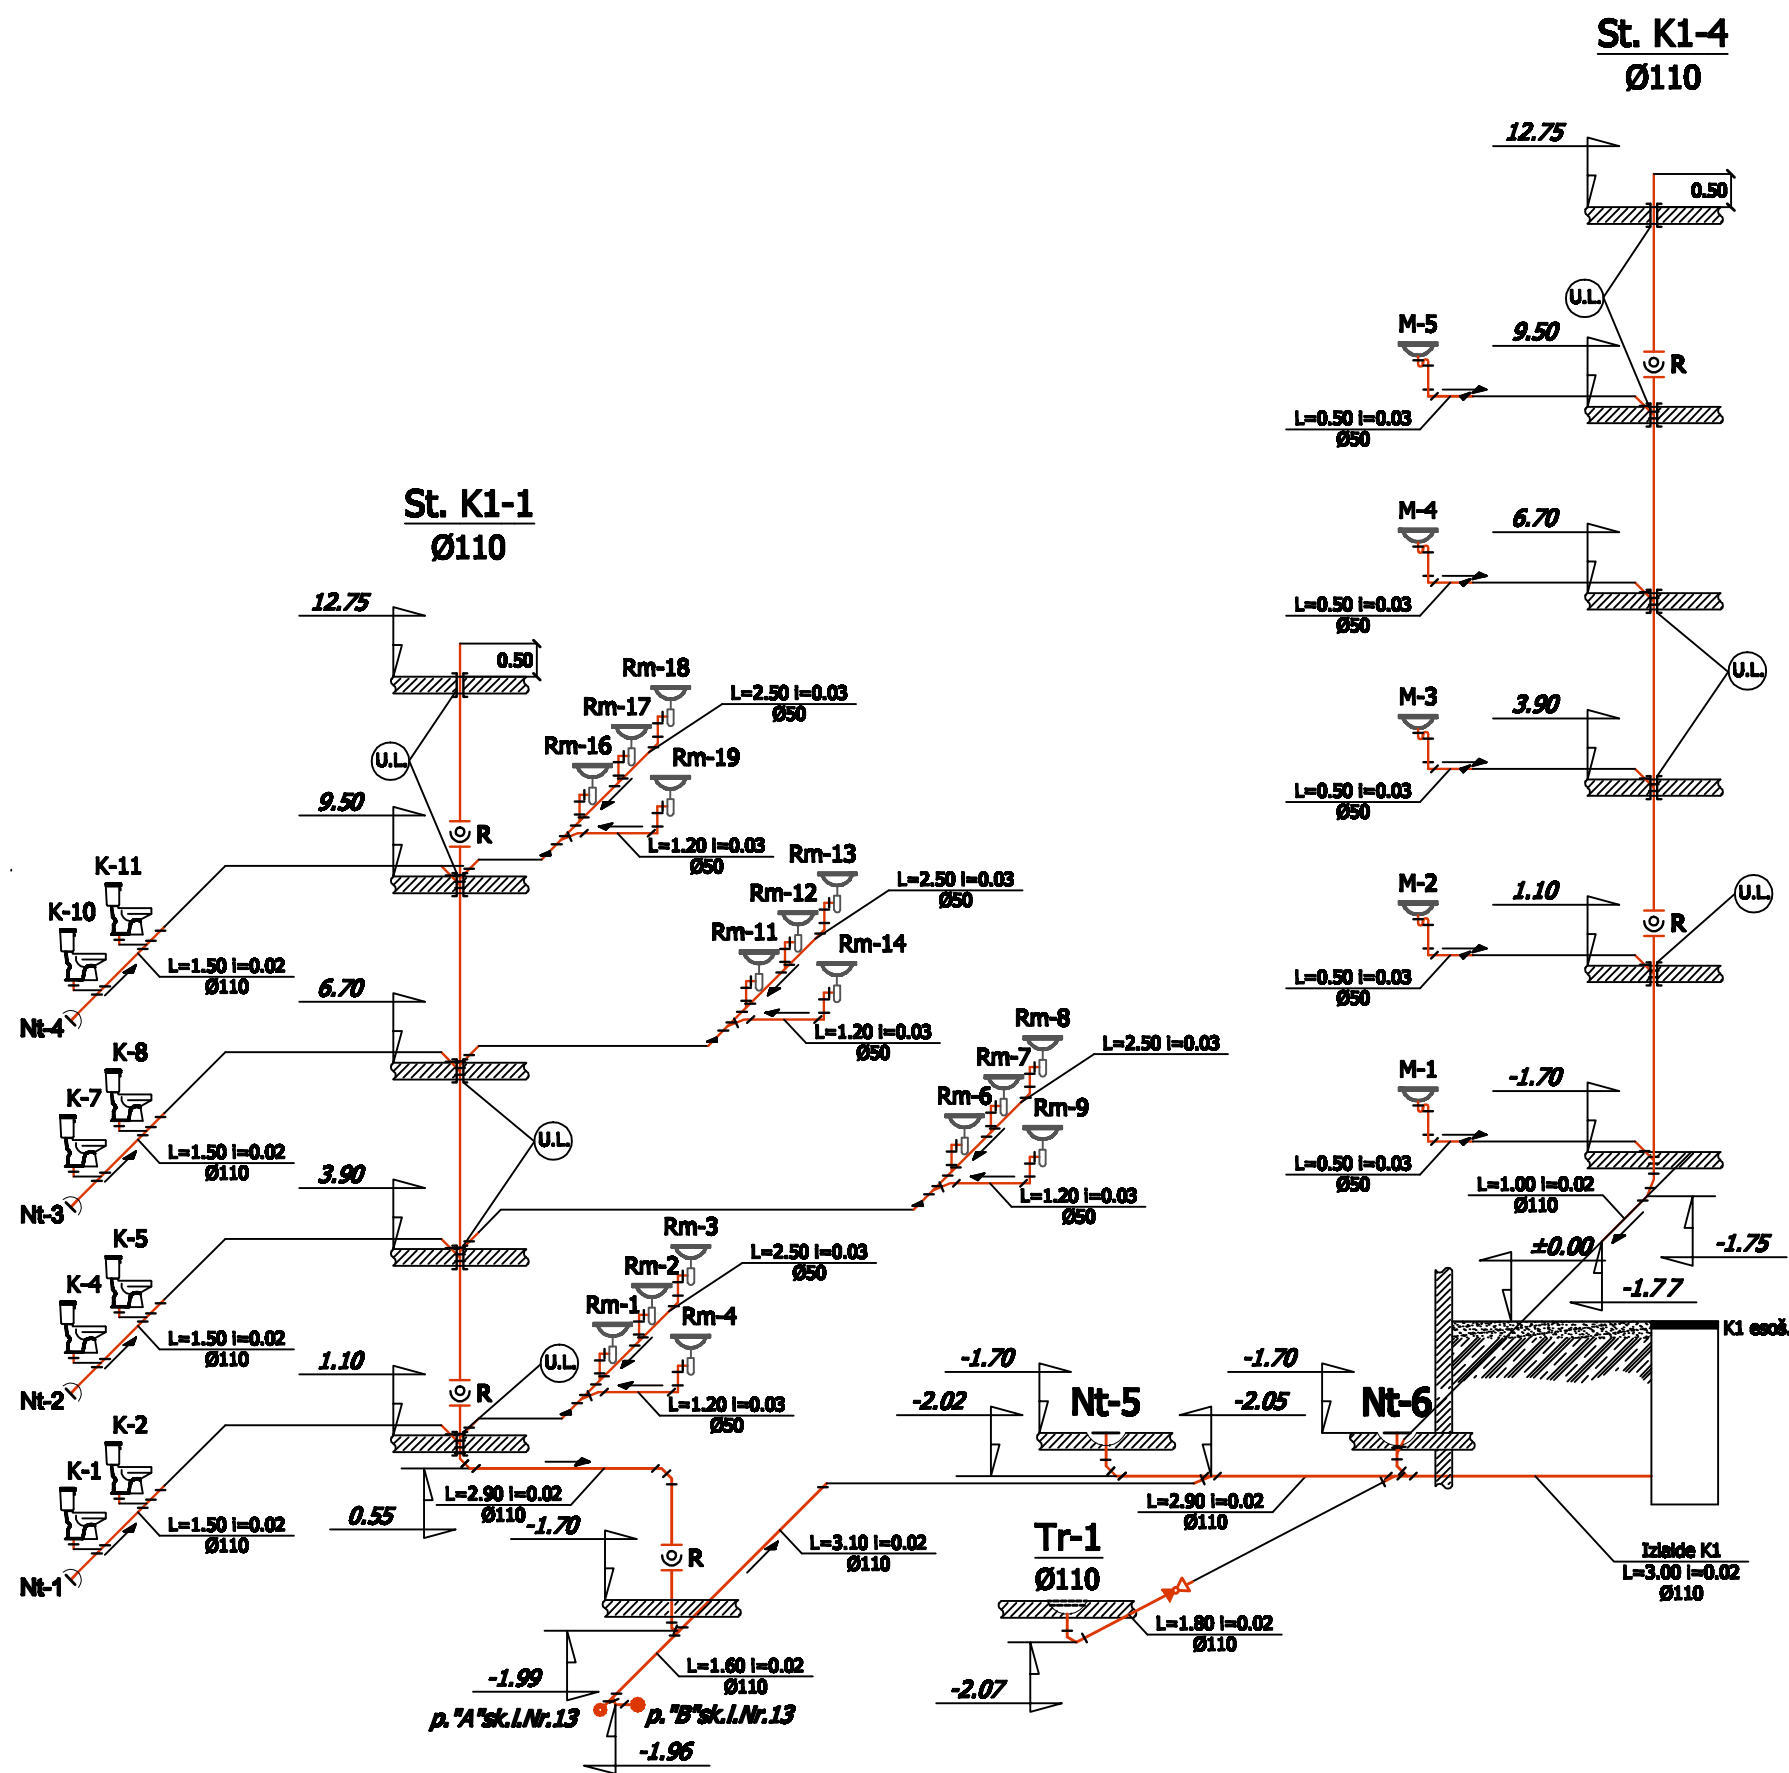 St. K1-4
Ø110
12.75
0.50
U.L.
M-5
9.50
R
L=0.50 i=0.03
Ø50
M-4
6.70
L=0.50 i=0.03
Ø50
U.L.
M-3
3.90
L=0.50 i=0.03
Ø50
M-2
1.10
R
U.L.
L=0.50 i=0.03
Ø50
M-1
-1.70
L=0.50 i=0.03
Ø50
L=1.00 i=0.02
Ø110
-1.75
±0.00
-1.77
K1 esoš.
St. K1-1
Ø110
12.75
0.50
U.L.
Rm-18
Rm-17
Rm-16
L=2.50 i=0.03
Ø50
Rm-19
9.50
R
L=1.20 i=0.03
Ø50
K-11
K-10
L=1.50 i=0.02
Ø110
Nt-4
Rm-13
Rm-12
Rm-11
L=2.50 i=0.03
Ø50
Rm-14
6.70
L=1.20 i=0.03
Ø50
K-8
K-7
L=1.50 i=0.02
Ø110
Nt-3
U.L.
Rm-8
Rm-7
Rm-6
L=2.50 i=0.03
Rm-9
3.90
L=1.20 i=0.03
Ø50
K-5
K-4
L=1.50 i=0.02
Ø110
Nt-2
Rm-3
Rm-2
Rm-1
L=2.50 i=0.03
Ø50
Rm-4
U.L.
1.10
R
L=1.20 i=0.03
Ø50
K-2
K-1
L=1.50 i=0.02
Ø110
Nt-1
L=2.90 i=0.02
Ø110
0.55
-1.70
R
L=3.10 i=0.02
Ø110
-1.99
L=1.60 i=0.02
Ø110
p."A"sk.l.Nr.13
p."B"sk.l.Nr.13
-1.96
-1.70
-2.02
Nt-5
-2.05
-1.70
Nt-6
L=2.90 i=0.02
Ø110
Tr-1
Ø110
L=1.80 i=0.02
Ø110
-2.07
Izlaide K1
L=3.00 i=0.02
Ø110